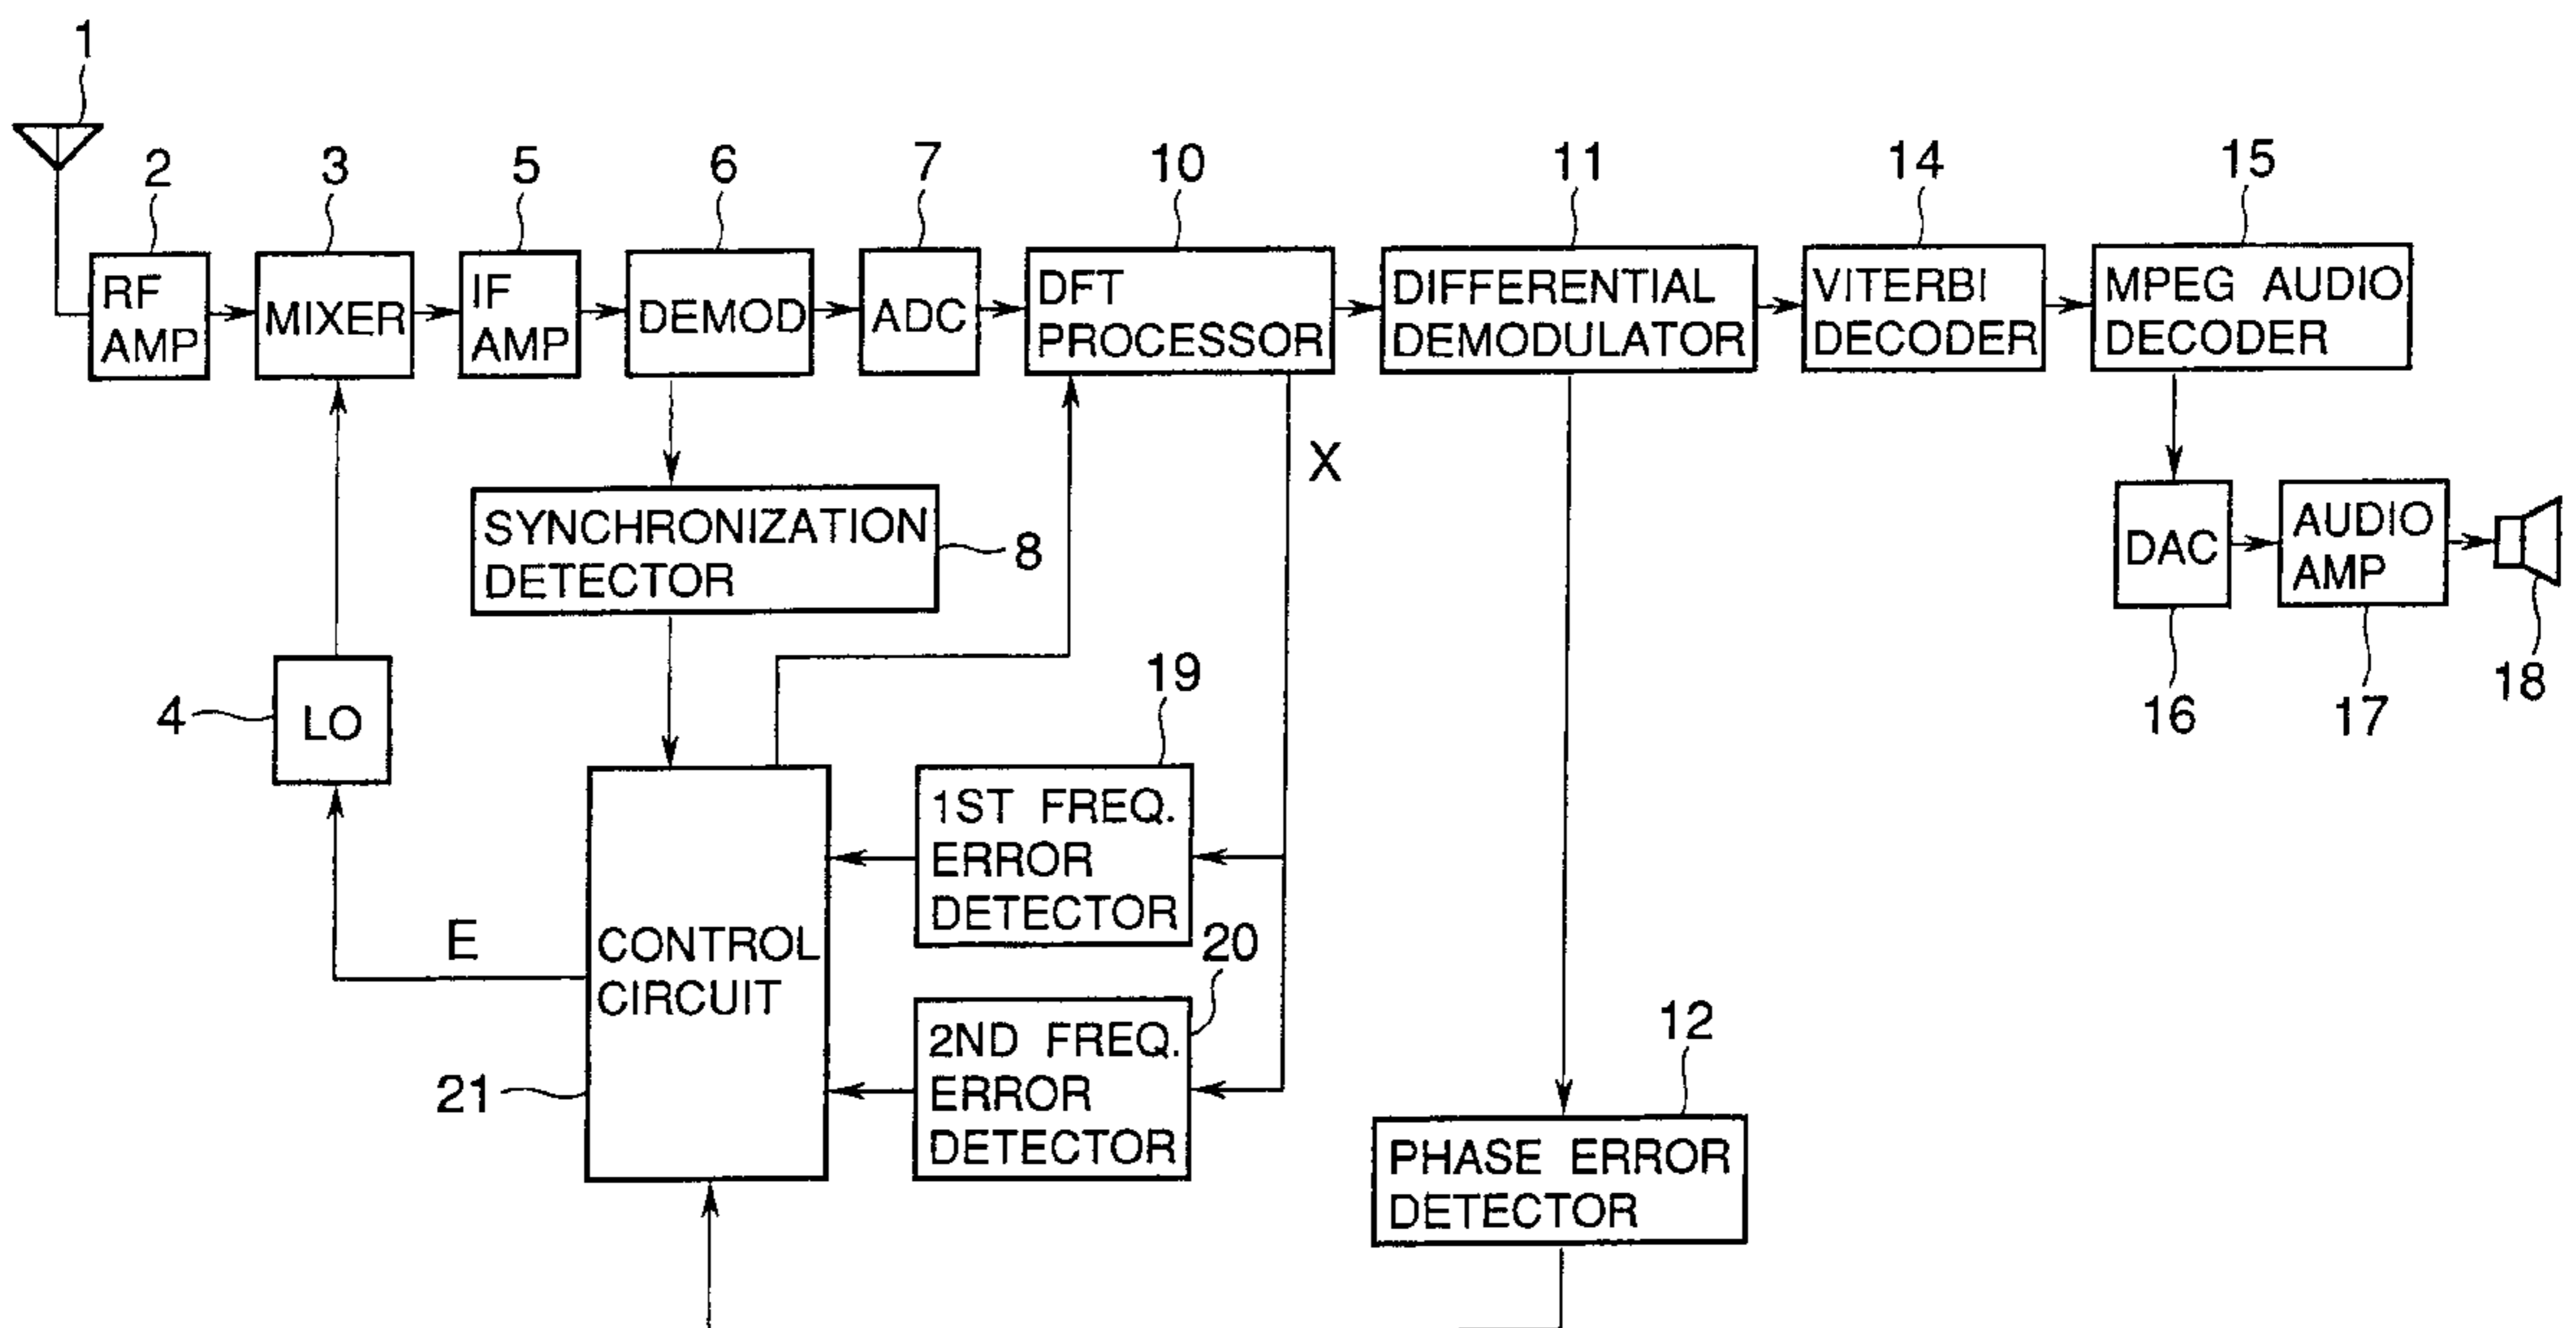 1
2
3
5
6
7
10
11
14
15
RF
AMP
MIXER
IF
AMP
DEMOD
ADC
DFT
PROCESSOR
DIFFERENTIAL
DEMODULATOR
VITERBI
DECODER
MPEG AUDIO
DECODER
X
SYNCHRONIZATION
DETECTOR
8
DAC
AUDIO
AMP
16
17
18
4
LO
19
1ST FREQ.
ERROR
DETECTOR
E
CONTROL
CIRCUIT
20
2ND FREQ.
ERROR
DETECTOR
21
12
PHASE ERROR
DETECTOR